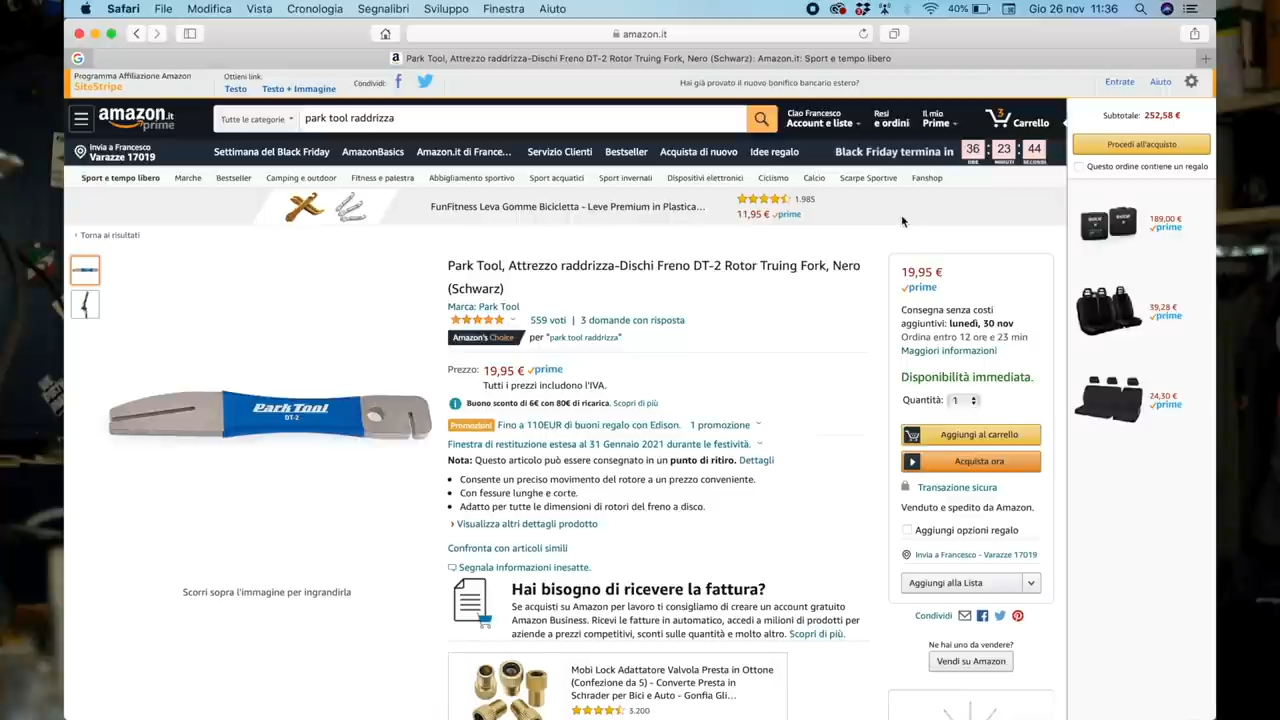 Safari File Modifica Vista Cronologia Segnalibri Sviluppo Finestra Aiuto 40% Gio 26 nov 11:36
amazon.it
Park Tool, Attrezzo raddrizza-Dischi Freno DT-2 Rotor Truing Fork, Nero (Schwarz): Amazon.it: Sport e tempo libero
Programma Affiliazione Amazon
SiteStripe
Ottieni link:
Testo Testo + Immagine
Condividi:
Hai già provato il nuovo bonifico bancario estero?
Entrate Aiuto
amazon.it
prime
Tutte le categorie
park tool raddrizza
Ciao Francesco
Account e liste
Resi
e ordini
Il mio
Prime
3
Carrello
Invia a Francesco
Varazze 17019
Settimana del Black Friday AmazonBasics Amazon.it di France... Servizio Clienti Bestseller Acquista di nuovo Idee regalo
Black Friday termina in 36 23 44
ORE MINUTI SECONDI
Sport e tempo libero Marche Bestseller Camping e outdoor Fitness e palestra Abbigliamento sportivo Sport acquatici Sport invernali Dispositivi elettronici Ciclismo Calcio Scarpe Sportive Fanshop
FunFitness Leva Gomme Bicicletta - Leve Premium in Plastica...
1.985
11,95 € prime
‹ Torna ai risultati
Park Tool, Attrezzo raddrizza-Dischi Freno DT-2 Rotor Truing Fork, Nero
(Schwarz)
Marca: Park Tool
559 voti | 3 domande con risposta
Amazon's Choice per "park tool raddrizza"
Prezzo: 19,95 € prime
Tutti i prezzi includono l'IVA.
Buono sconto di 6€ con 80€ di ricarica. Scopri di più
Promozioni Fino a 110EUR di buoni regalo con Edison. 1 promozione
Finestra di restituzione estesa al 31 Gennaio 2021 durante le festività.
Nota: Questo articolo può essere consegnato in un punto di ritiro. Dettagli
Consente un preciso movimento del rotore a un prezzo conveniente.
Con fessure lunghe e corte.
Adatto per tutte le dimensioni di rotori del freno a disco.
› Visualizza altri dettagli prodotto
Confronta con articoli simili
Segnala informazioni inesatte.
Hai bisogno di ricevere la fattura?
Se acquisti su Amazon per lavoro ti consigliamo di creare un account gratuito
Amazon Business. Ricevi le fatture in automatico, accedi a milioni di prodotti per
aziende a prezzi competitivi, sconti sulle quantità e molto altro. Scopri di più.
Mobi Lock Adattatore Valvola Presta in Ottone
(Confezione da 5) - Converte Presta in
Schrader per Bici e Auto - Gonfia Gli...
3.200
Park Tool
DT-2
Scorri sopra l'immagine per ingrandirla
19,95 €
prime
Consegna senza costi
aggiuntivi: lunedì, 30 nov
Ordina entro 12 ore e 23 min
Maggiori informazioni
Disponibilità immediata.
Quantità: 1
Aggiungi al carrello
Acquista ora
Transazione sicura
Venduto e spedito da Amazon.
Aggiungi opzioni regalo
Invia a Francesco - Varazze 17019
Aggiungi alla Lista
Condividi
Ne hai uno da vendere?
Vendi su Amazon
Subtotale: 252,58 €
Procedi all'acquisto
Questo ordine contiene un regalo
189,00 €
prime
39,28 €
prime
24,30 €
prime